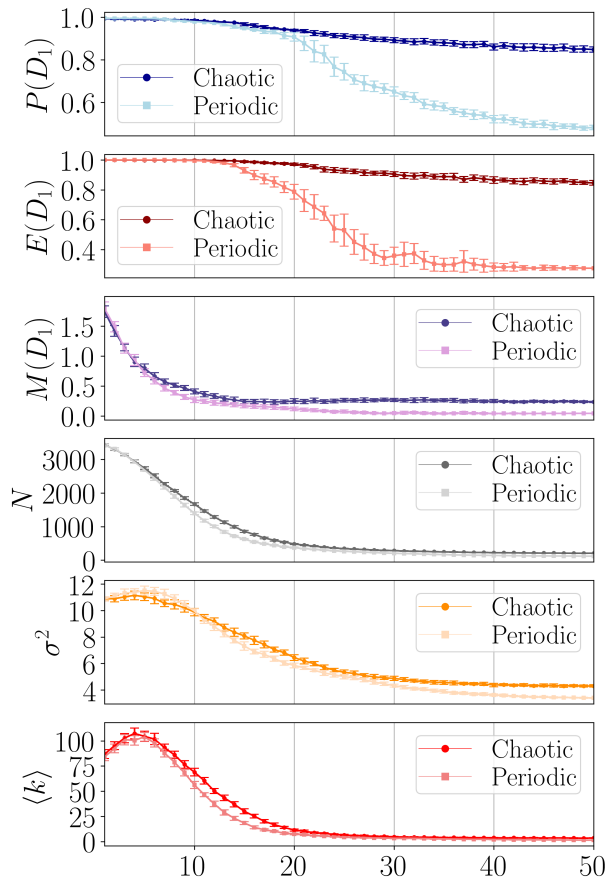 1.0
0.8
0.6
P(D₁)
Chaotic
Periodic
1.0
0.8
0.6
0.4
E(D₁)
Chaotic
Periodic
1.5
1.0
0.5
0.0
M(D₁)
Chaotic
Periodic
3000
2000
1000
0
N
Chaotic
Periodic
12
10
8
6
4
σ²
Chaotic
Periodic
100
75
50
25
0
⟨k⟩
Chaotic
Periodic
10 20 30 40 50